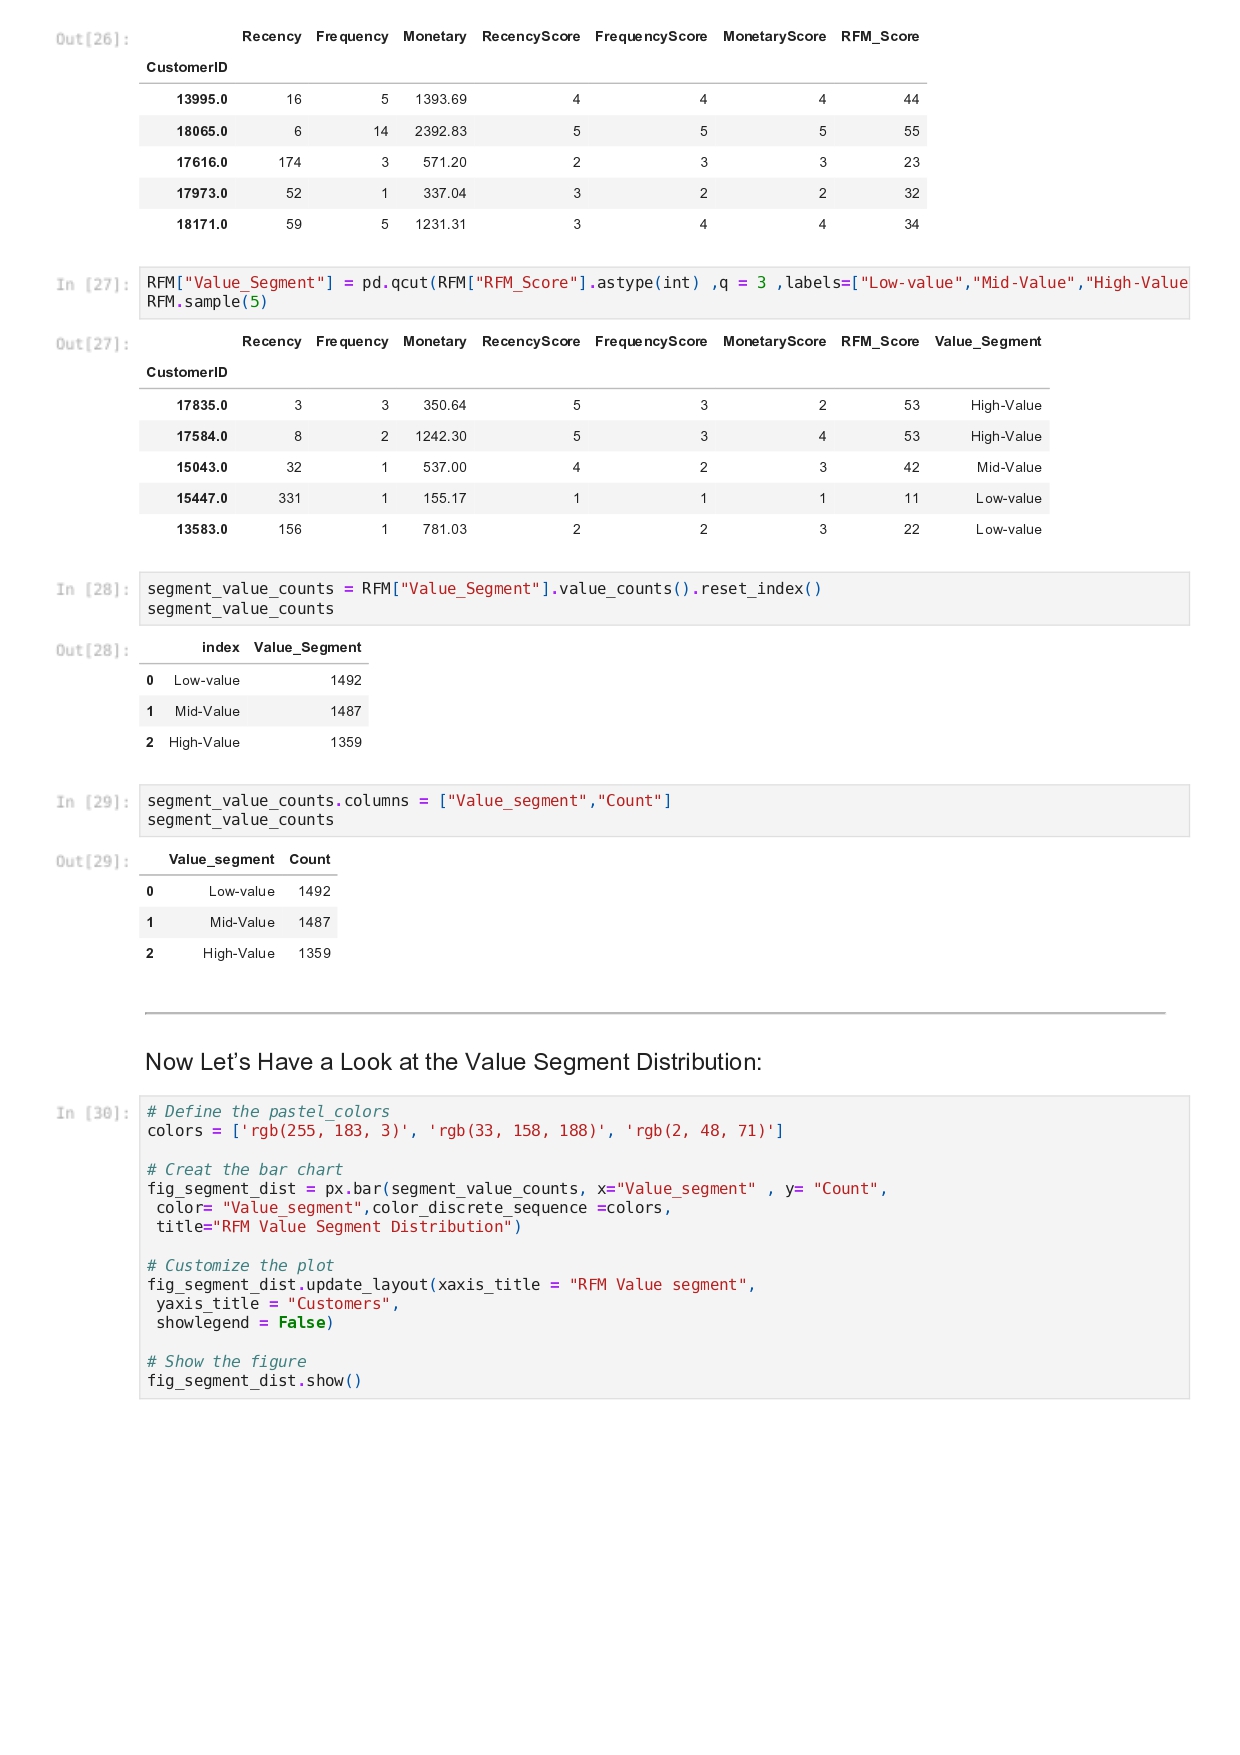 Out[26]:
Recency Frequency Monetary RecencyScore FrequencyScore MonetaryScore RFM_Score
CustomerID
13995.0 16 5 1393.69 4 4 4 44
18065.0 6 14 2392.83 5 5 5 55
17616.0 174 3 571.20 2 3 3 23
17973.0 52 1 337.04 3 2 2 32
18171.0 59 5 1231.31 3 4 4 34
In [27]:
RFM["Value_Segment"] = pd.qcut(RFM["RFM_Score"].astype(int) ,q = 3 ,labels=["Low-value","Mid-Value","High-Value
RFM.sample(5)
Out[27]:
Recency Frequency Monetary RecencyScore FrequencyScore MonetaryScore RFM_Score Value_Segment
CustomerID
17835.0 3 3 350.64 5 3 2 53 High-Value
17584.0 8 2 1242.30 5 3 4 53 High-Value
15043.0 32 1 537.00 4 2 3 42 Mid-Value
15447.0 331 1 155.17 1 1 1 11 Low-value
13583.0 156 1 781.03 2 2 3 22 Low-value
In [28]:
segment_value_counts = RFM["Value_Segment"].value_counts().reset_index()
segment_value_counts
Out[28]:
index Value_Segment
0 Low-value 1492
1 Mid-Value 1487
2 High-Value 1359
In [29]:
segment_value_counts.columns = ["Value_segment","Count"]
segment_value_counts
Out[29]:
Value_segment Count
0 Low-value 1492
1 Mid-Value 1487
2 High-Value 1359
Now Let's Have a Look at the Value Segment Distribution:
In [30]:
# Define the pastel_colors
colors = ['rgb(255, 183, 3)', 'rgb(33, 158, 188)', 'rgb(2, 48, 71)']
# Creat the bar chart
fig_segment_dist = px.bar(segment_value_counts, x="Value_segment" , y= "Count",
color= "Value_segment",color_discrete_sequence =colors,
title="RFM Value Segment Distribution")
# Customize the plot
fig_segment_dist.update_layout(xaxis_title = "RFM Value segment",
yaxis_title = "Customers",
showlegend = False)
# Show the figure
fig_segment_dist.show()